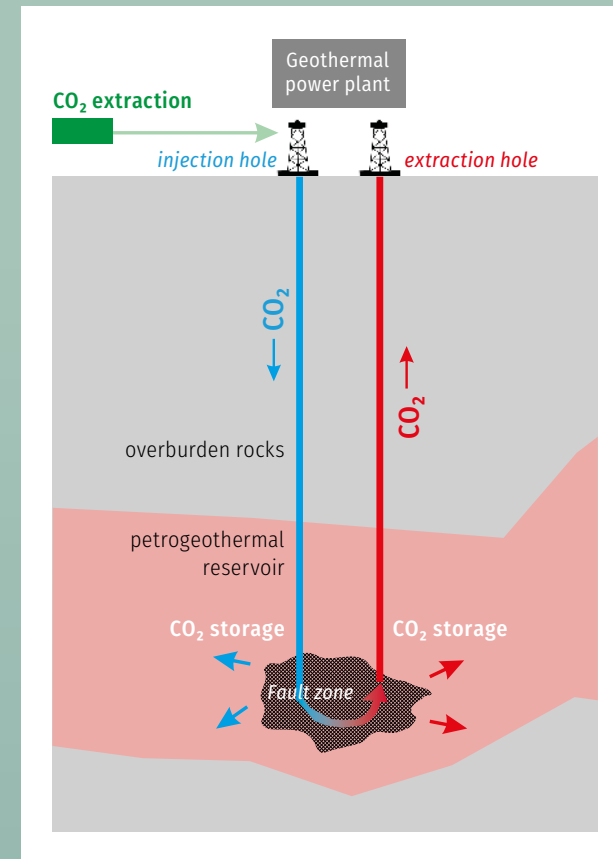 Geothermal
power plant
CO₂ extraction
injection hole
extraction hole
CO₂
CO₂
overburden rocks
petrogeothermal
reservoir
CO₂ storage
CO₂ storage
Fault zone